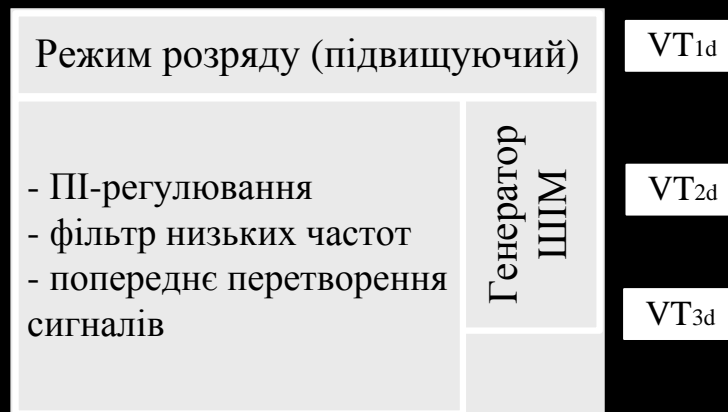 Режим розряду (підвищуючий)
- ПІ-регулювання
- фільтр низьких частот
- попереднє перетворення
сигналів
Генератор
ШІМ
VT1d
VT2d
VT3d